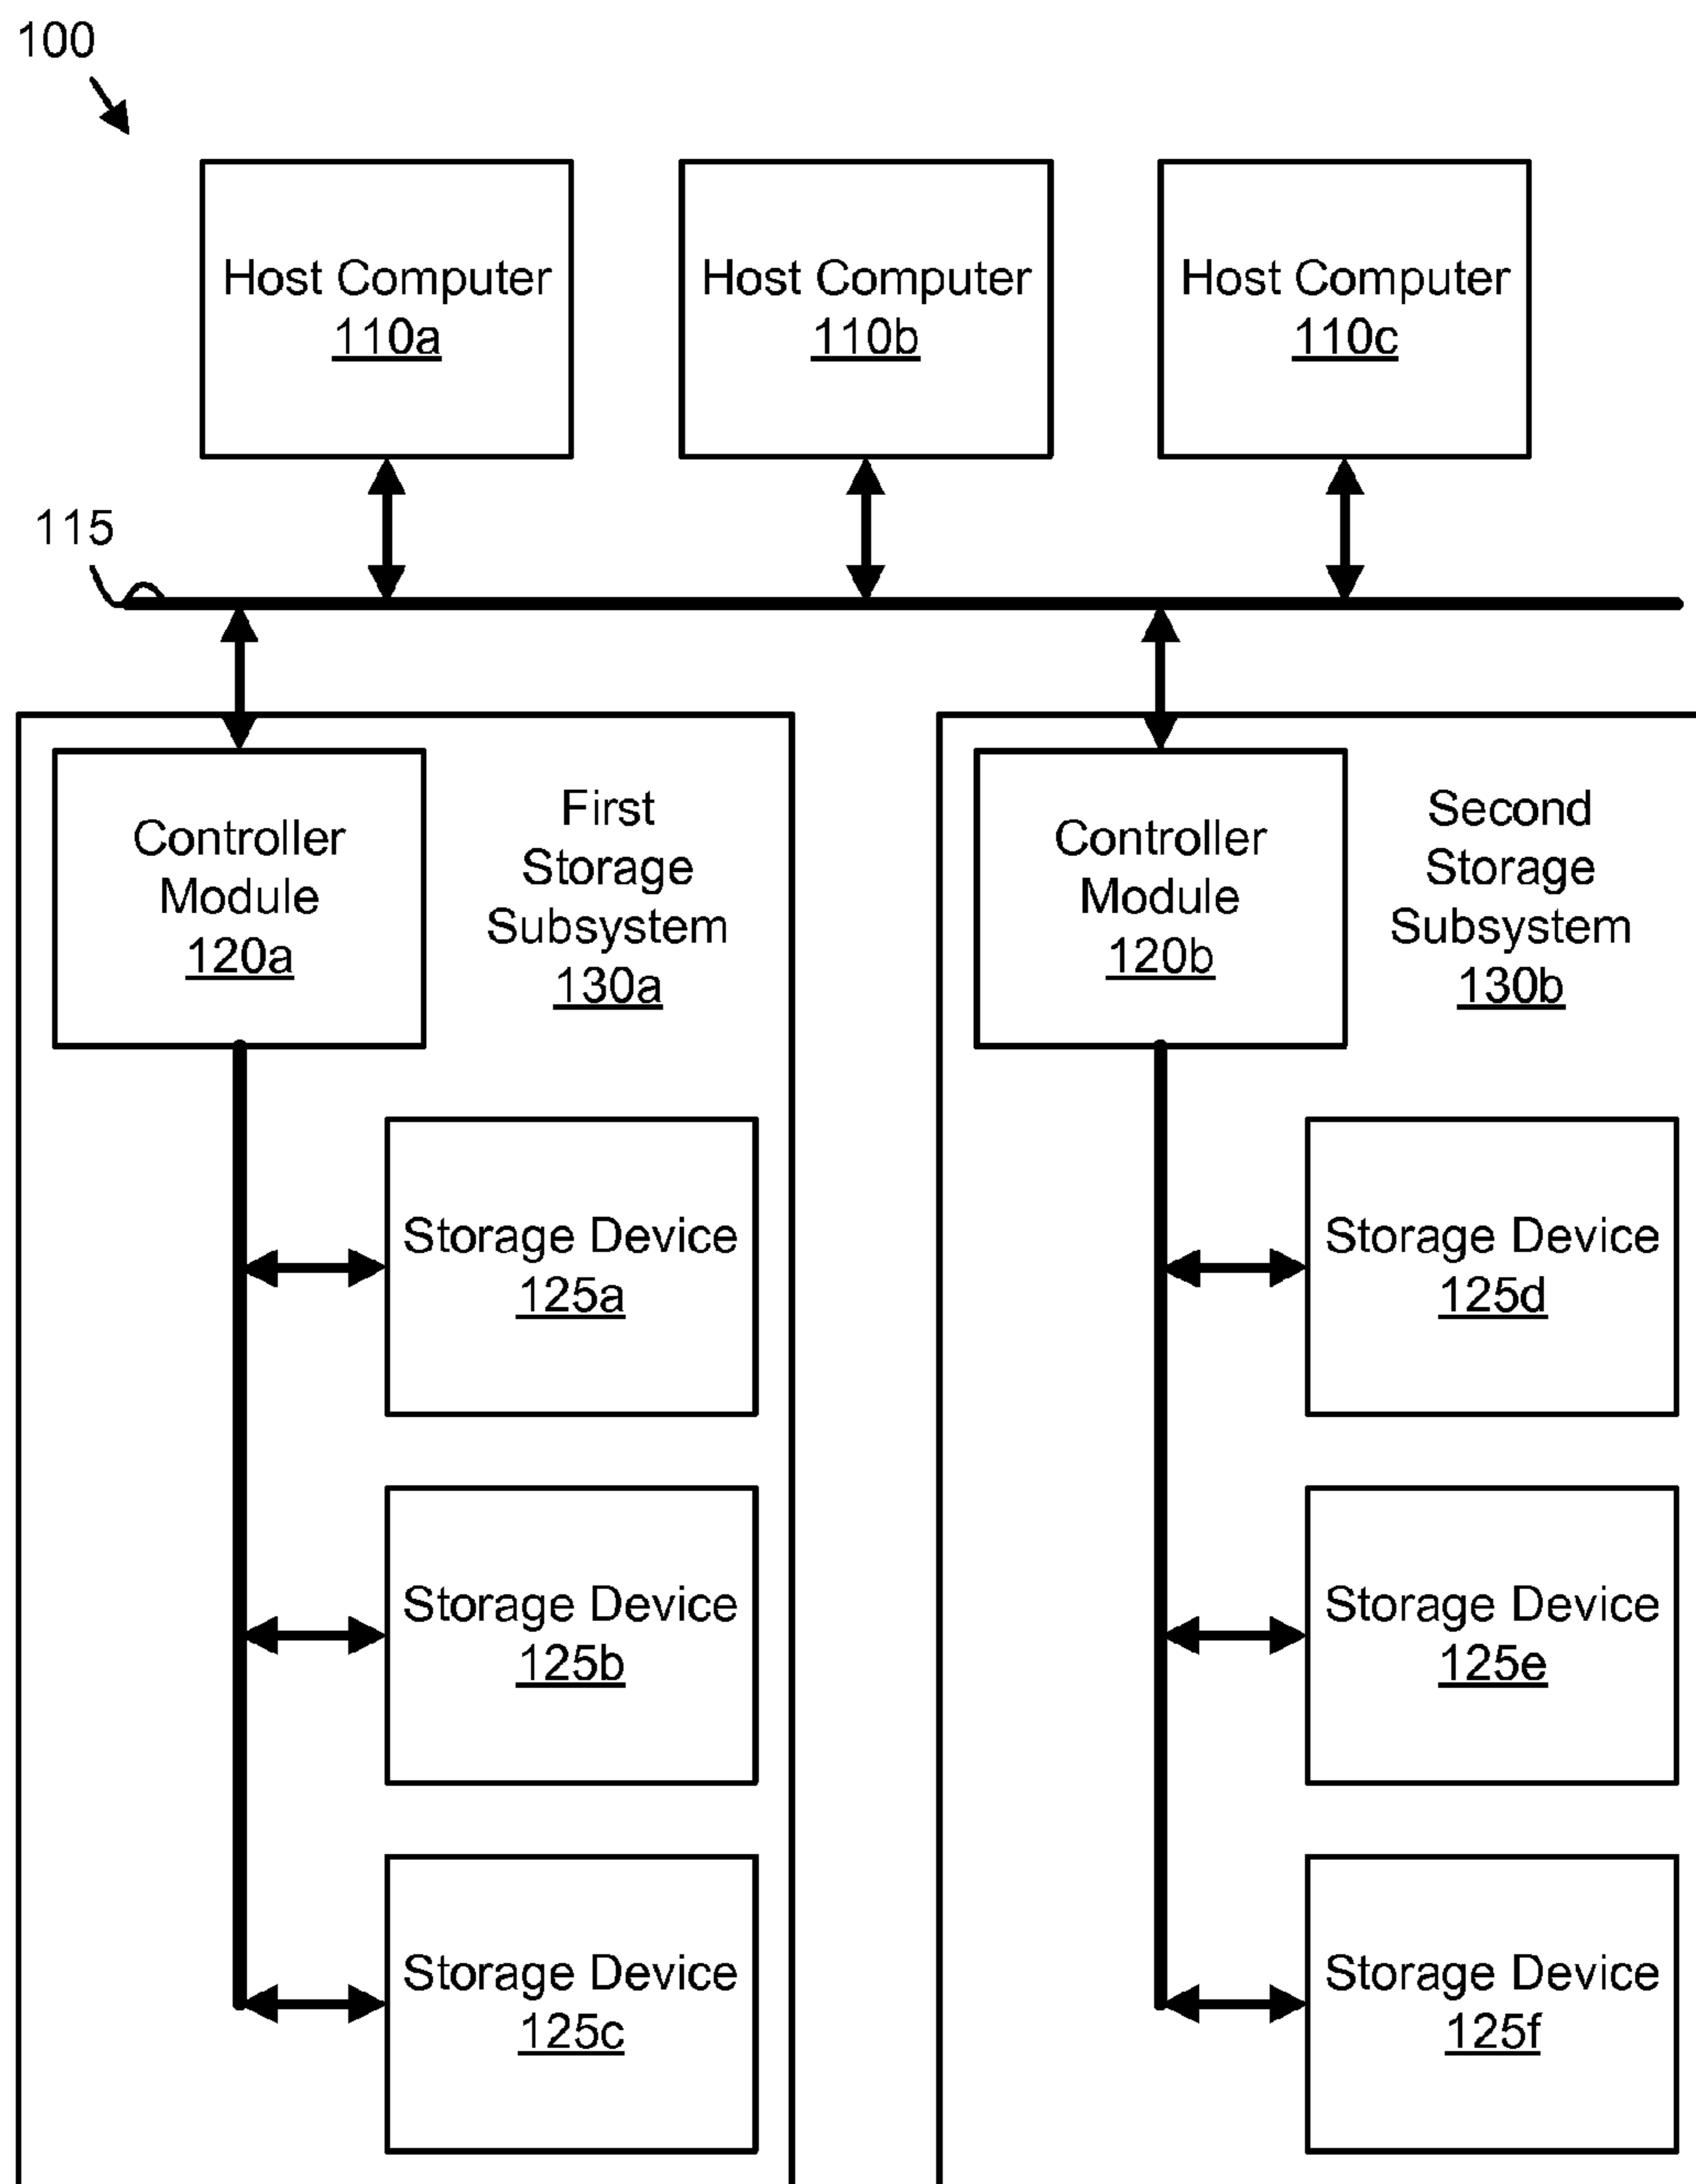 100
Host Computer
110a
Host Computer
110b
Host Computer
110c
115
Controller
Module
120a
First
Storage
Subsystem
130a
Controller
Module
120b
Second
Storage
Subsystem
130b
Storage Device
125a
Storage Device
125d
Storage Device
125b
Storage Device
125e
Storage Device
125c
Storage Device
125f